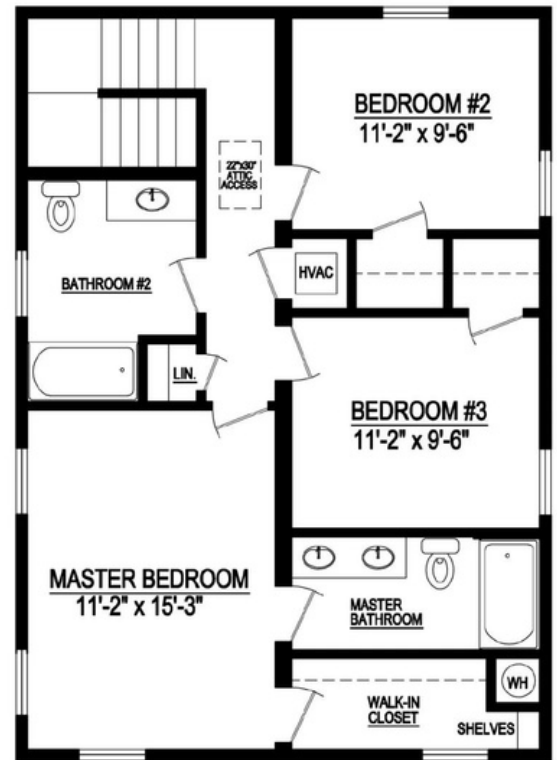 BEDROOM #2
11'-2" x 9'-6"
22"x30"
ATTIC
ACCESS
HVAC
BATHROOM #2
LIN.
BEDROOM #3
11'-2" x 9'-6"
MASTER BEDROOM
11'-2" x 15'-3"
MASTER
BATHROOM
WH
WALK-IN
CLOSET
SHELVES